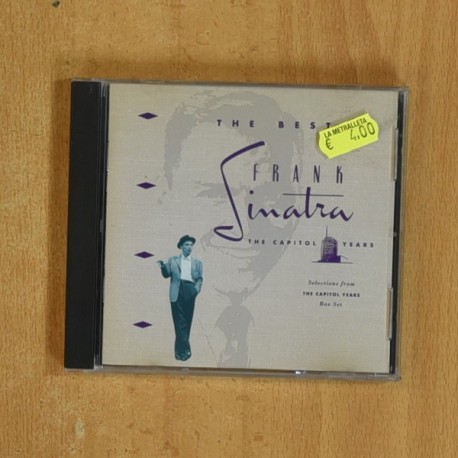 THE BEST
LA METRALLETA
€ 4,00
FRANK
Sinatra
THE CAPITOL YEARS
Selections from
THE CAPITOL YEARS
Box Set